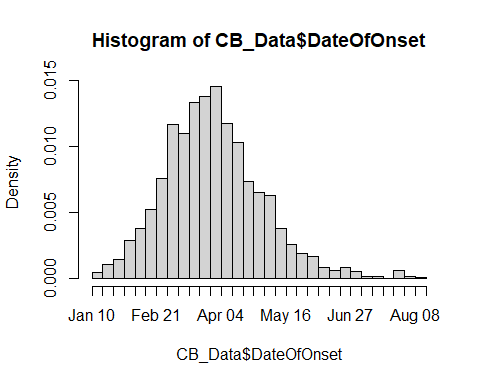 Histogram of CB_Data$DateOfOnset
Density
0.015
0.010
0.005
0.000
Jan 10 Feb 21 Apr 04 May 16 Jun 27 Aug 08
CB_Data$DateOfOnset